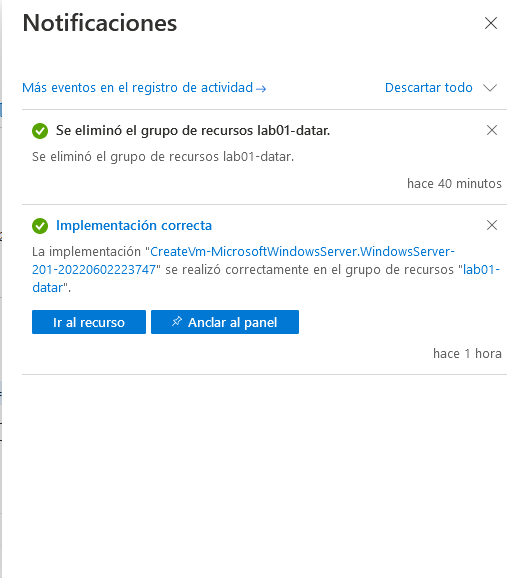 Notificaciones
Más eventos en el registro de actividad→
Descartar todo
Se eliminó el grupo de recursos lab01-datar.
Se eliminó el grupo de recursos lab01-datar.
hace 40 minutos
Implementación correcta
La implementación "CreateVm-MicrosoftWindowsServer.WindowsServer-
201-20220602223747" se realizó correctamente en el grupo de recursos "lab01-
datar".
Ir al recurso
Anclar al panel
hace 1 hora